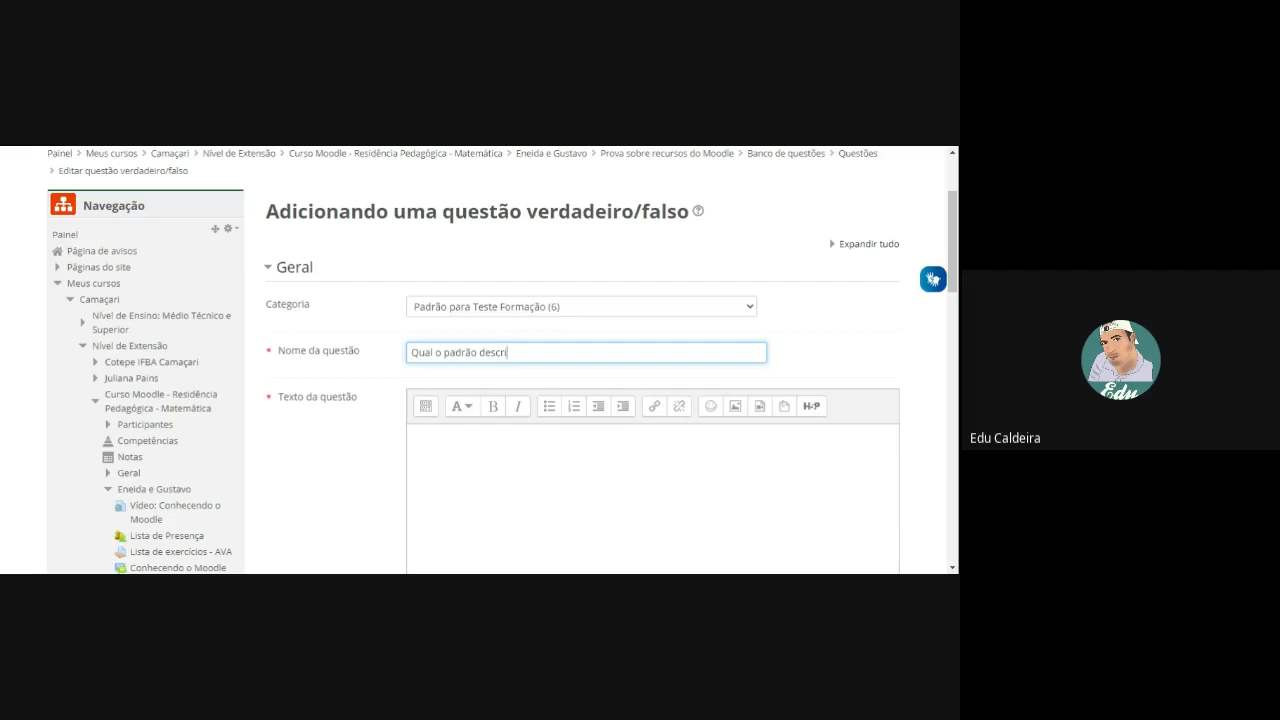 Painel > Meus cursos > Camaçari > Nível de Extensão > Curso Moodle - Residência Pedagógica - Matemática > Eneida e Gustavo > Prova sobre recursos do Moodle > Banco de questões > Questões
> Editar questão verdadeiro/falso
Navegação
Painel
Página de avisos
Páginas do site
Meus cursos
Camaçari
Nível de Ensino: Médio Técnico e
Superior
Nível de Extensão
Cotepe IFBA Camaçari
Juliana Pains
Curso Moodle - Residência
Pedagógica - Matemática
Participantes
Competências
Notas
Geral
Eneida e Gustavo
Vídeo: Conhecendo o
Moodle
Lista de Presença
Lista de exercícios - AVA
Conhecendo o Moodle
Adicionando uma questão verdadeiro/falso
Expandir tudo
Geral
Categoria
Padrão para Teste Formação (6)
* Nome da questão
Qual o padrão descri
* Texto da questão
A B I
H-P
Edu
Edu Caldeira